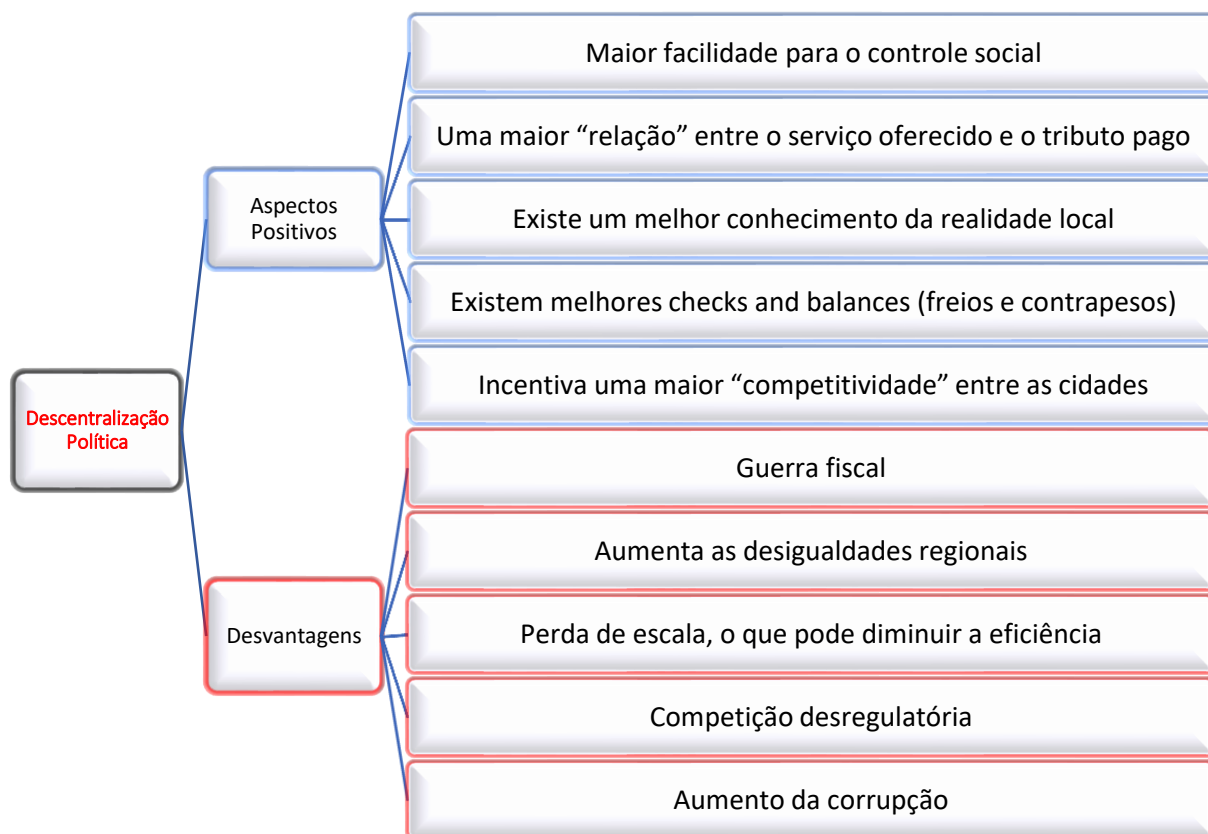 Descentralização
Política
Aspectos
Positivos
Maior facilidade para o controle social
Uma maior “relação” entre o serviço oferecido e o tributo pago
Existe um melhor conhecimento da realidade local
Existem melhores checks and balances (freios e contrapesos)
Incentiva uma maior “competitividade” entre as cidades
Desvantagens
Guerra fiscal
Aumenta as desigualdades regionais
Perda de escala, o que pode diminuir a eficiência
Competição desregulatória
Aumento da corrupção